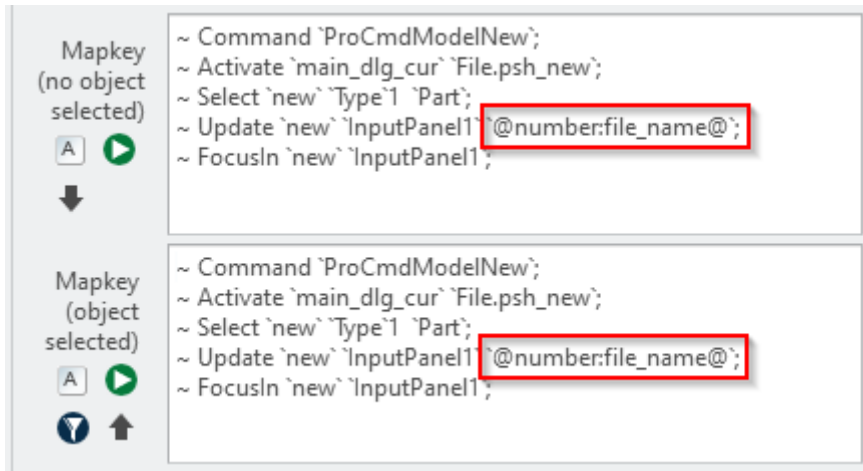 Mapkey
(no object
selected)
A
~ Command `ProCmdModelNew`;
~ Activate `main_dlg_cur` `File.psh_new`;
~ Select `new` `Type`1 `Part`;
~ Update `new` `InputPanel1` `@number:file_name@`;
~ FocusIn `new` `InputPanel1`;
Mapkey
(object
selected)
A
~ Command `ProCmdModelNew`;
~ Activate `main_dlg_cur` `File.psh_new`;
~ Select `new` `Type`1 `Part`;
~ Update `new` `InputPanel1` `@number:file_name@`;
~ FocusIn `new` `InputPanel1`;